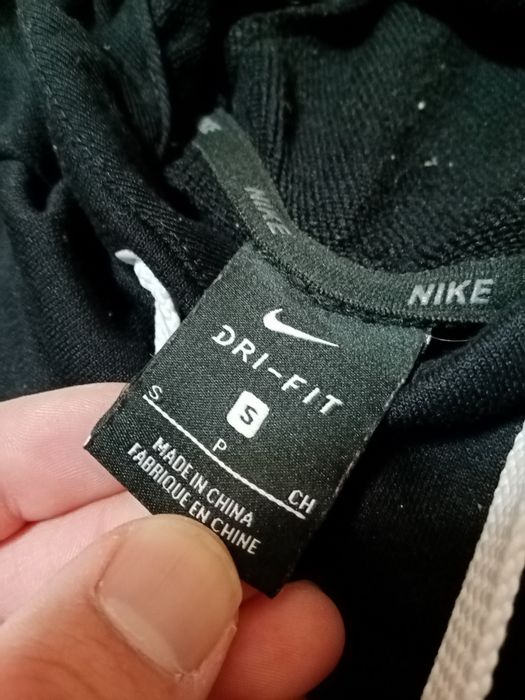 NIKE
NIKE
DRI-FIT
S
S P CH
MADE IN CHINA
FABRIQUE EN CHINE